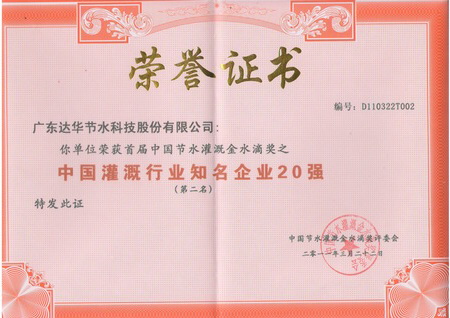 荣誉证书
编号：D110322T002
广东达华节水科技股份有限公司：
你单位荣获首届中国节水灌溉金水滴奖之
中国灌溉行业知名企业20强
(第二名)
特发此证
中国节水灌溉金水滴奖评委会
二零一一年三月二十二日